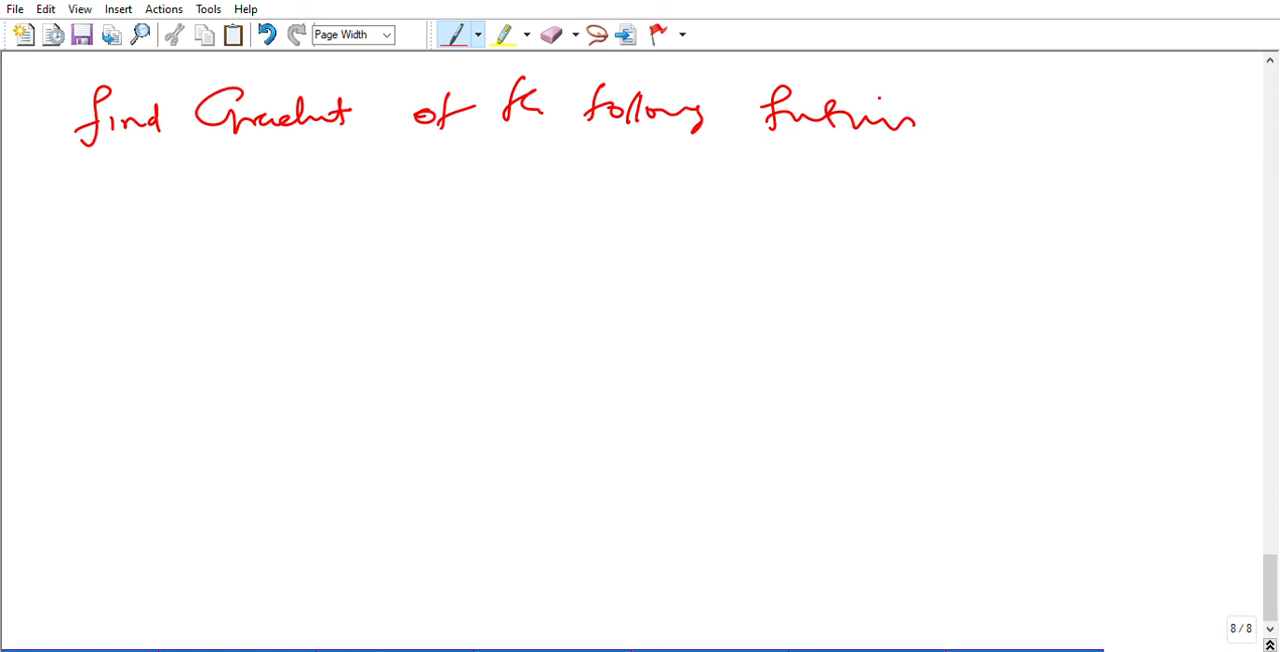 File Edit View Insert Actions Tools Help
Page Width
find Gradient of the following function
8/8